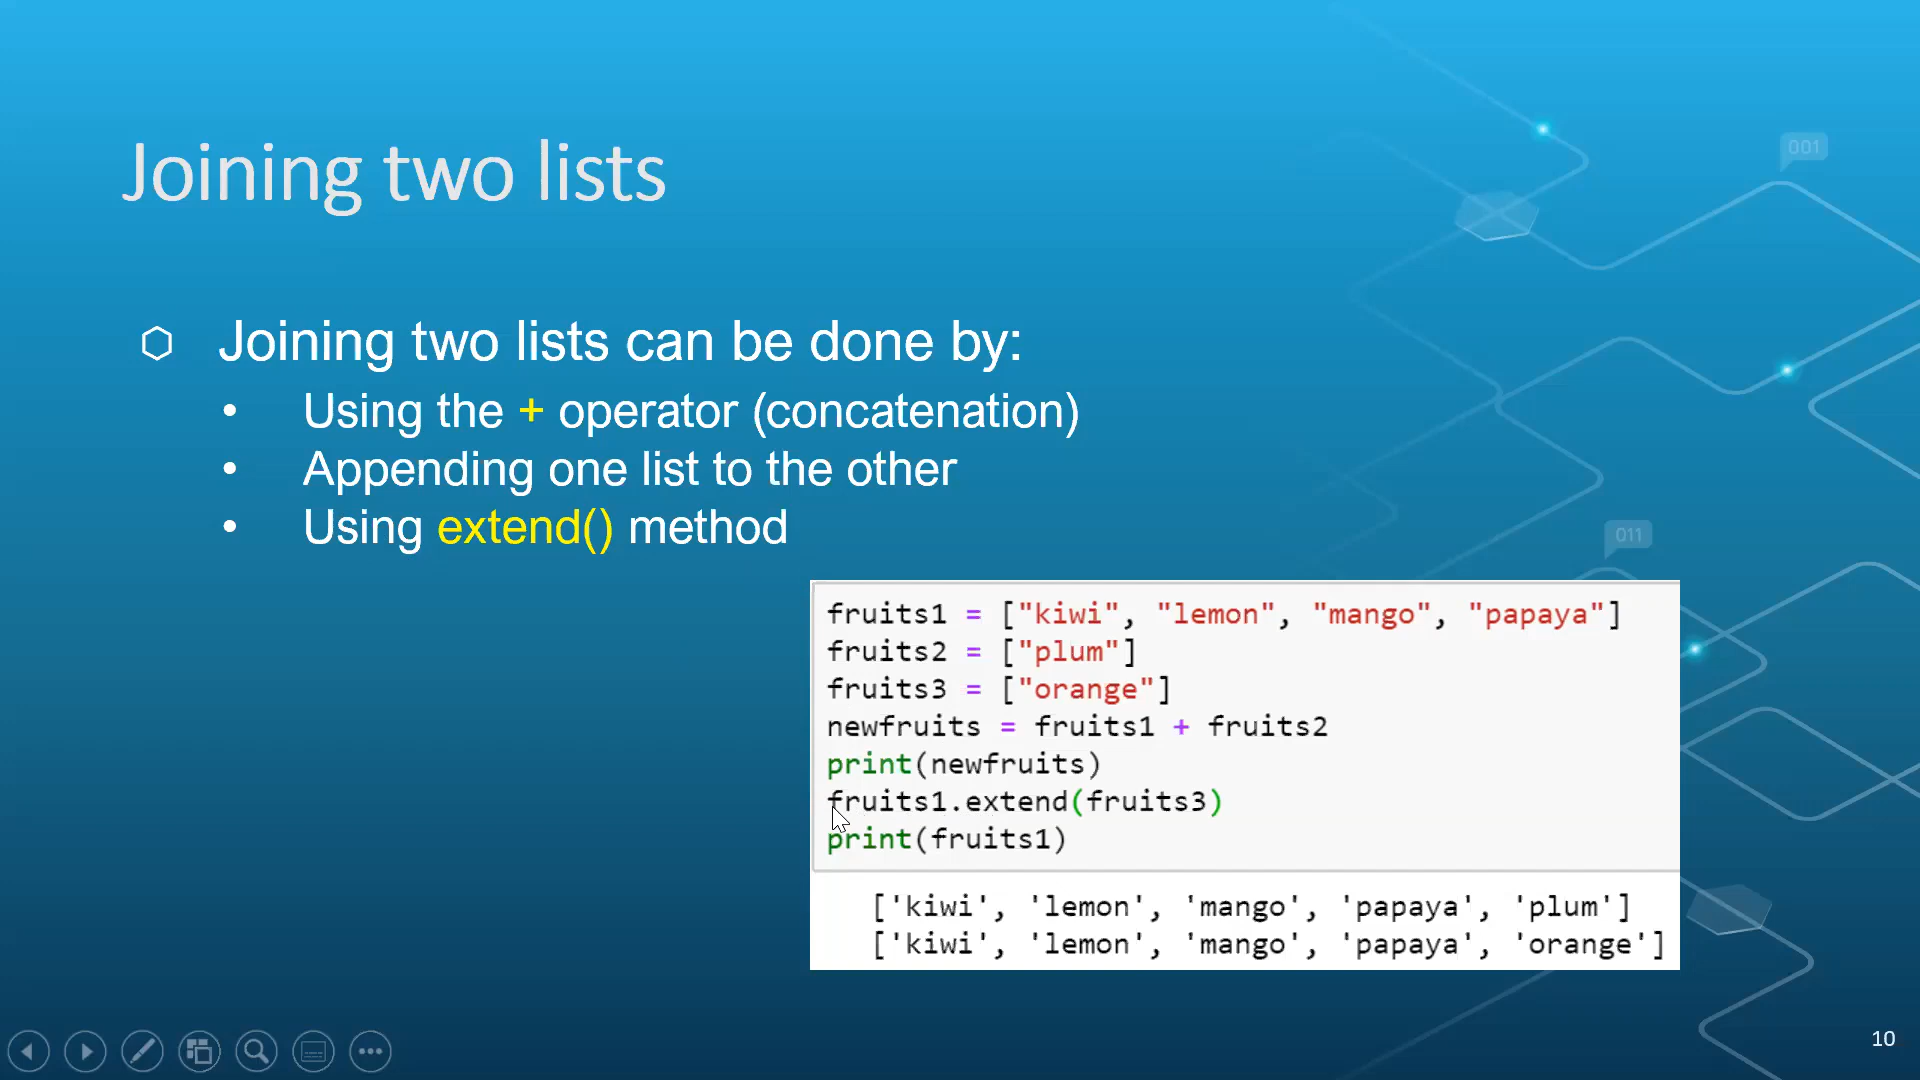 Joining two lists
Joining two lists can be done by:
• Using the + operator (concatenation)
• Appending one list to the other
• Using extend() method
fruits1 = ["kiwi", "lemon", "mango", "papaya"]
fruits2 = ["plum"]
fruits3 = ["orange"]
newfruits = fruits1 + fruits2
print(newfruits)
fruits1.extend(fruits3)
print(fruits1)
['kiwi', 'lemon', 'mango', 'papaya', 'plum']
['kiwi', 'lemon', 'mango', 'papaya', 'orange']
001
011
10